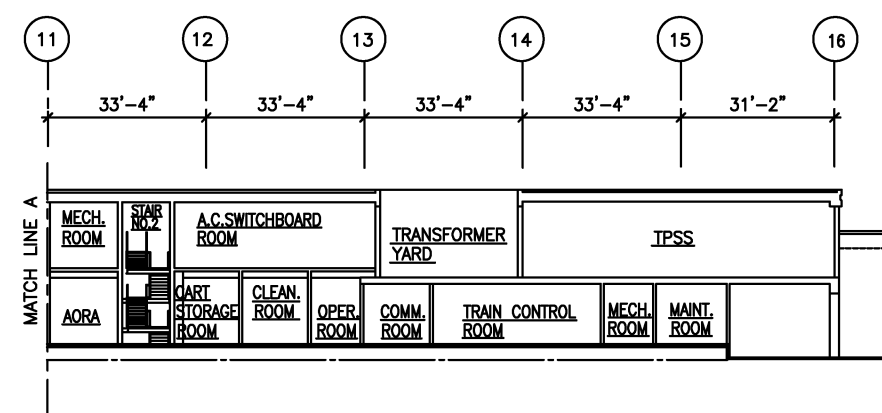 11 12 13 14 15 16
33'-4" 33'-4" 33'-4" 33'-4" 31'-2"
MATCH LINE A
MECH.
ROOM
STAIR
NO.2
A.C.SWITCHBOARD
ROOM
TRANSFORMER
YARD
TPSS
AORA
CART
STORAGE
ROOM
CLEAN.
ROOM
OPER.
ROOM
COMM.
ROOM
TRAIN CONTROL
ROOM
MECH.
ROOM
MAINT.
ROOM